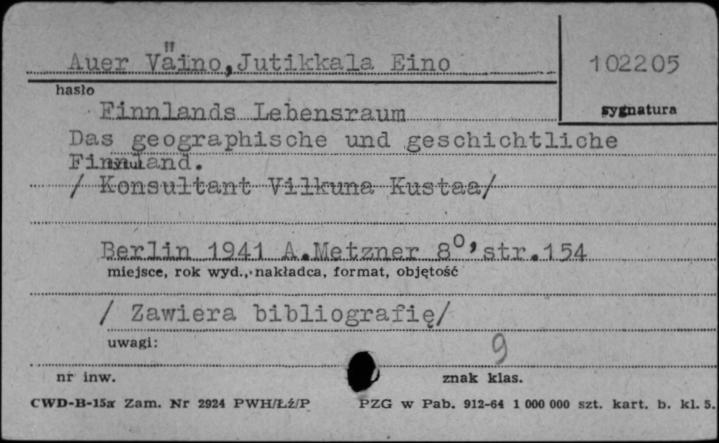 Auer Väino, Jutikkala Eino
102205
hasło
sygnatura
Finnlands Lebensraum
Das geographische und geschichtliche
Finnland.
tytuł
/ Konsultant Vilkuna Kustaa/
Berlin 1941 A.Metzner 8°, str.154
miejsce, rok wyd., nakładca, format, objętość
/ Zawiera bibliografię/
uwagi:
9
nr inw.
znak klas.
CWD-B-15a Zam. Nr 2924 PWH/Łź/P PZG w Pab. 912-64 1 000 000 szt. kart. b. kl. 5.